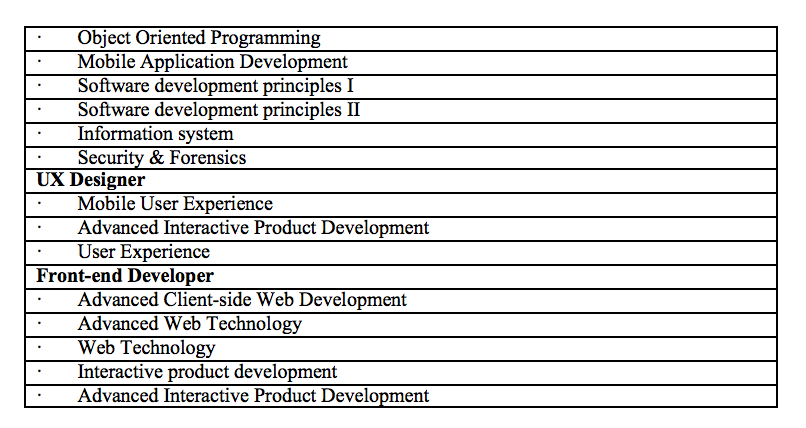 · Object Oriented Programming
· Mobile Application Development
· Software development principles I
· Software development principles II
· Information system
· Security & Forensics
UX Designer
· Mobile User Experience
· Advanced Interactive Product Development
· User Experience
Front-end Developer
· Advanced Client-side Web Development
· Advanced Web Technology
· Web Technology
· Interactive product development
· Advanced Interactive Product Development